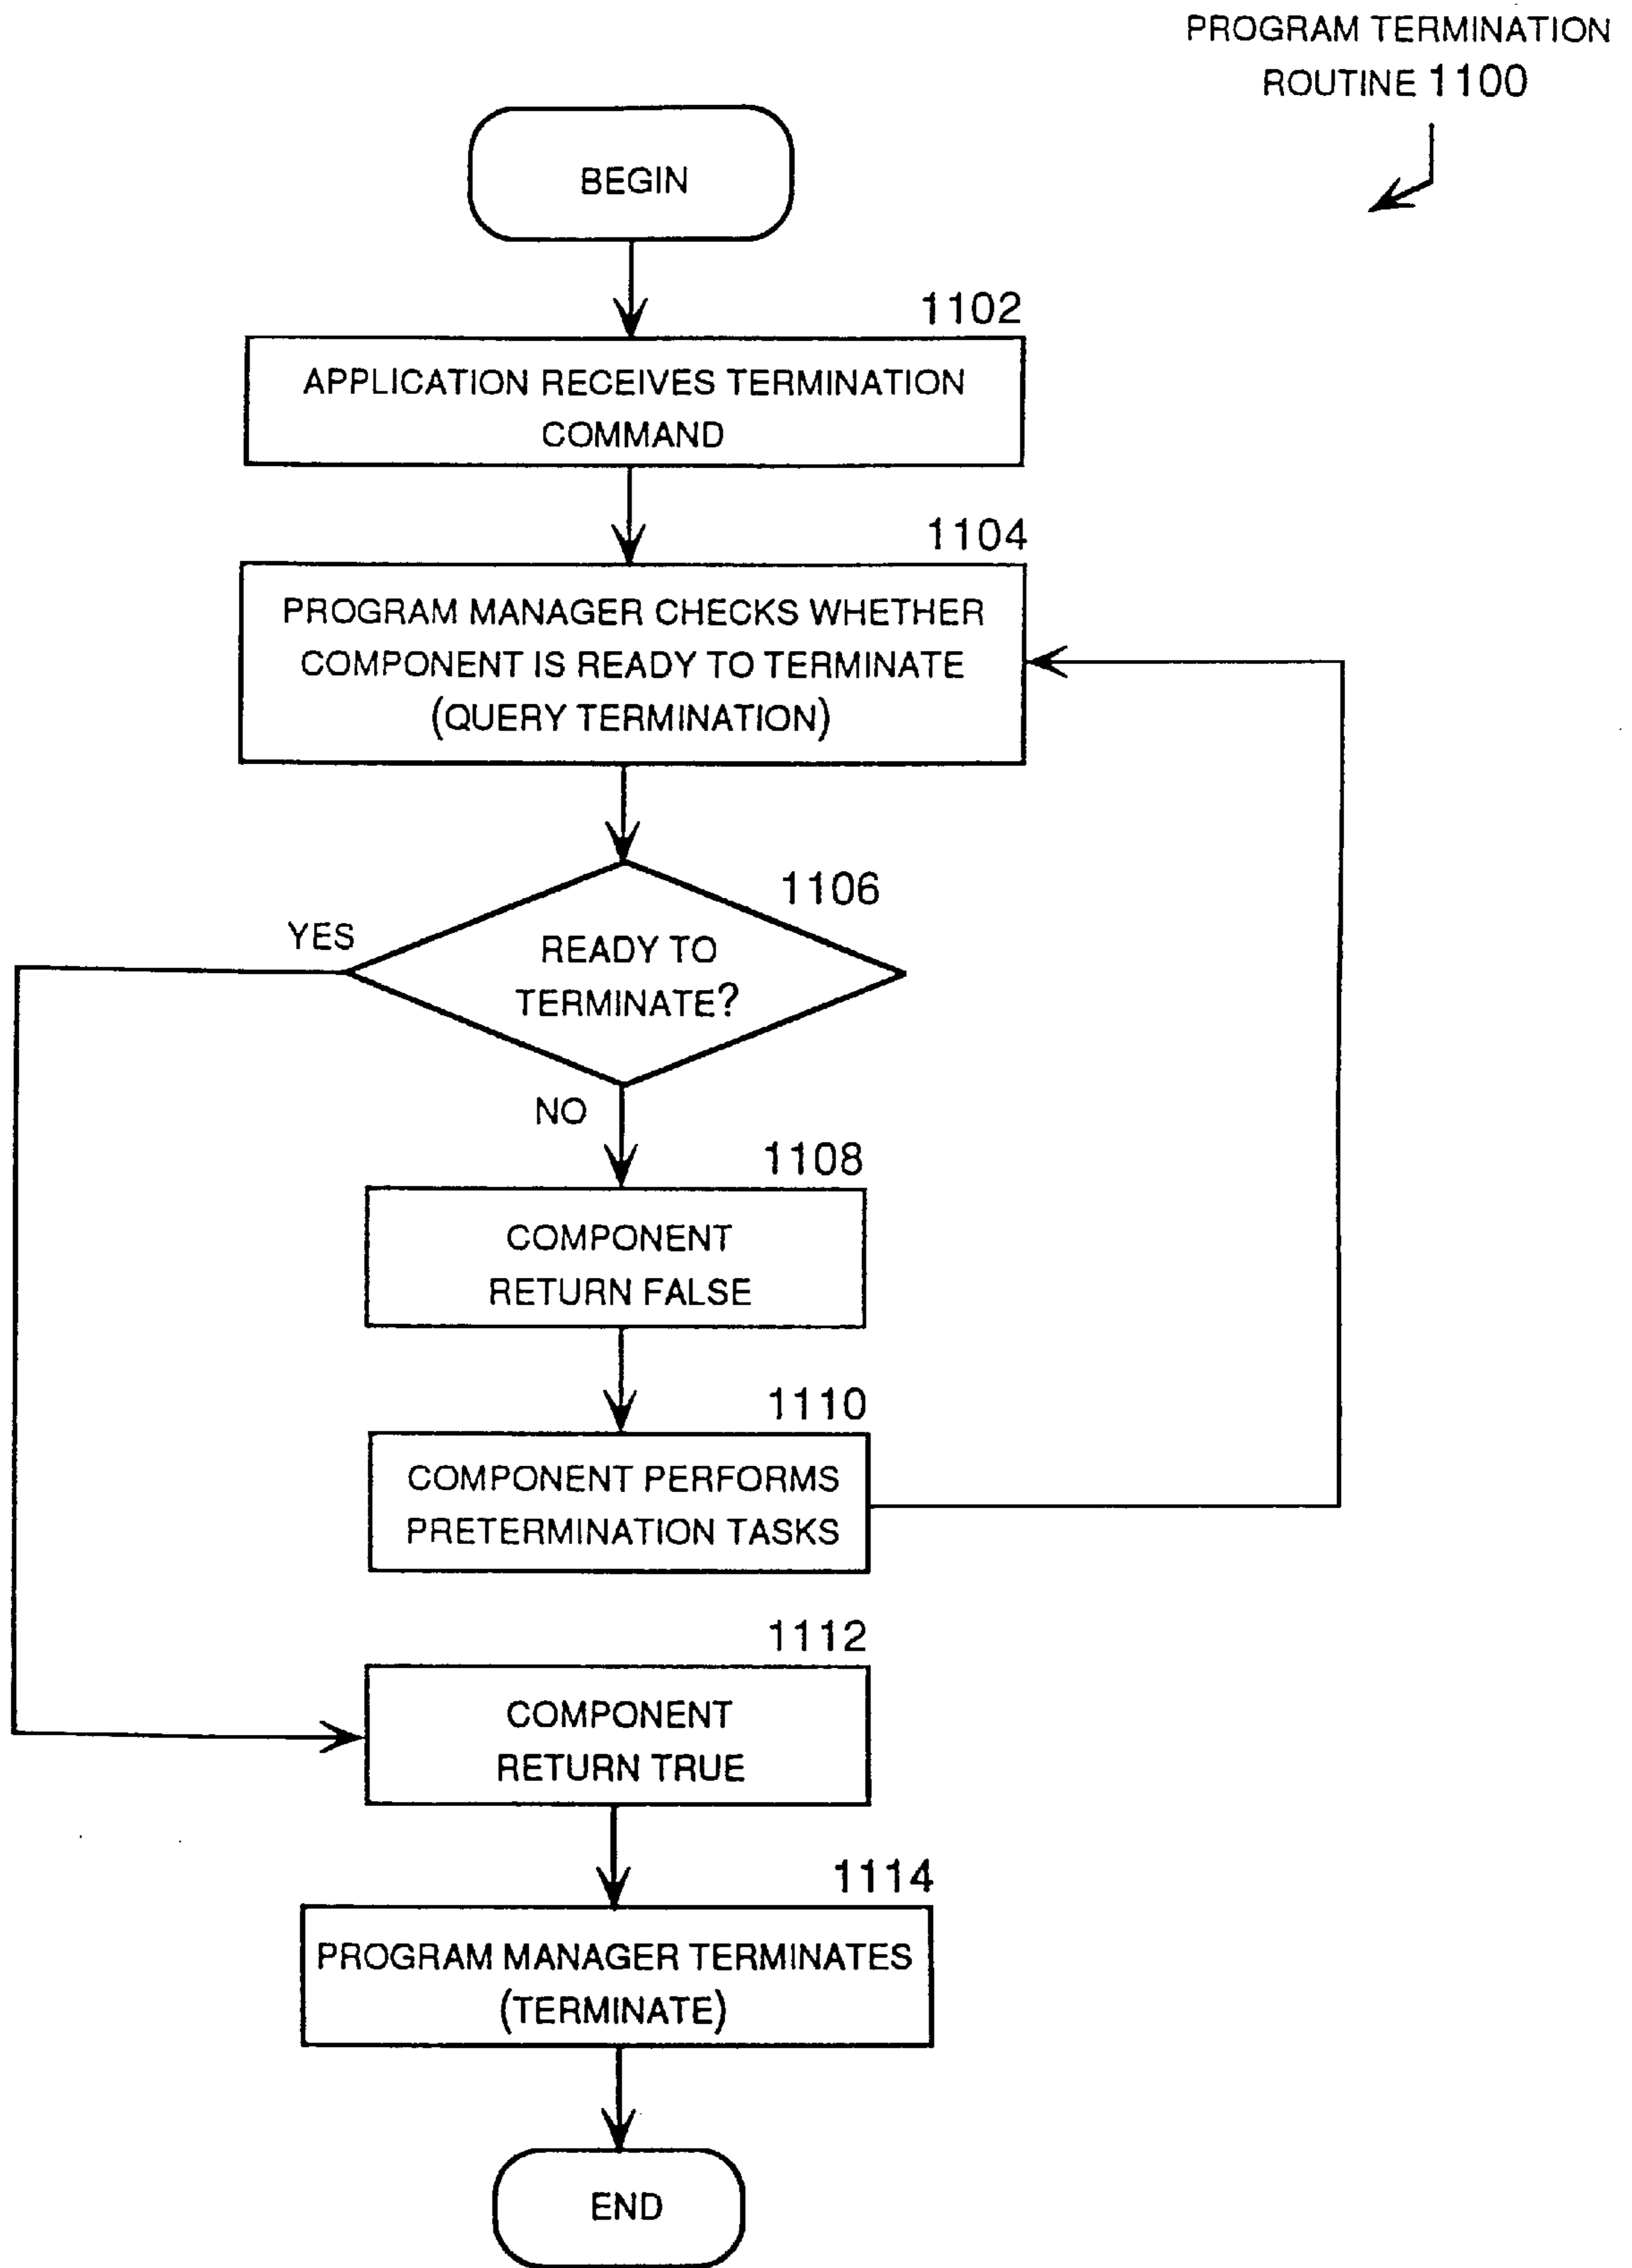 PROGRAM TERMINATION
ROUTINE 1100
BEGIN
1102
APPLICATION RECEIVES TERMINATION
COMMAND
1104
PROGRAM MANAGER CHECKS WHETHER
COMPONENT IS READY TO TERMINATE
(QUERY TERMINATION)
1106
YES
READY TO
TERMINATE?
NO
1108
COMPONENT
RETURN FALSE
1110
COMPONENT PERFORMS
PRETERMINATION TASKS
1112
COMPONENT
RETURN TRUE
1114
PROGRAM MANAGER TERMINATES
(TERMINATE)
END